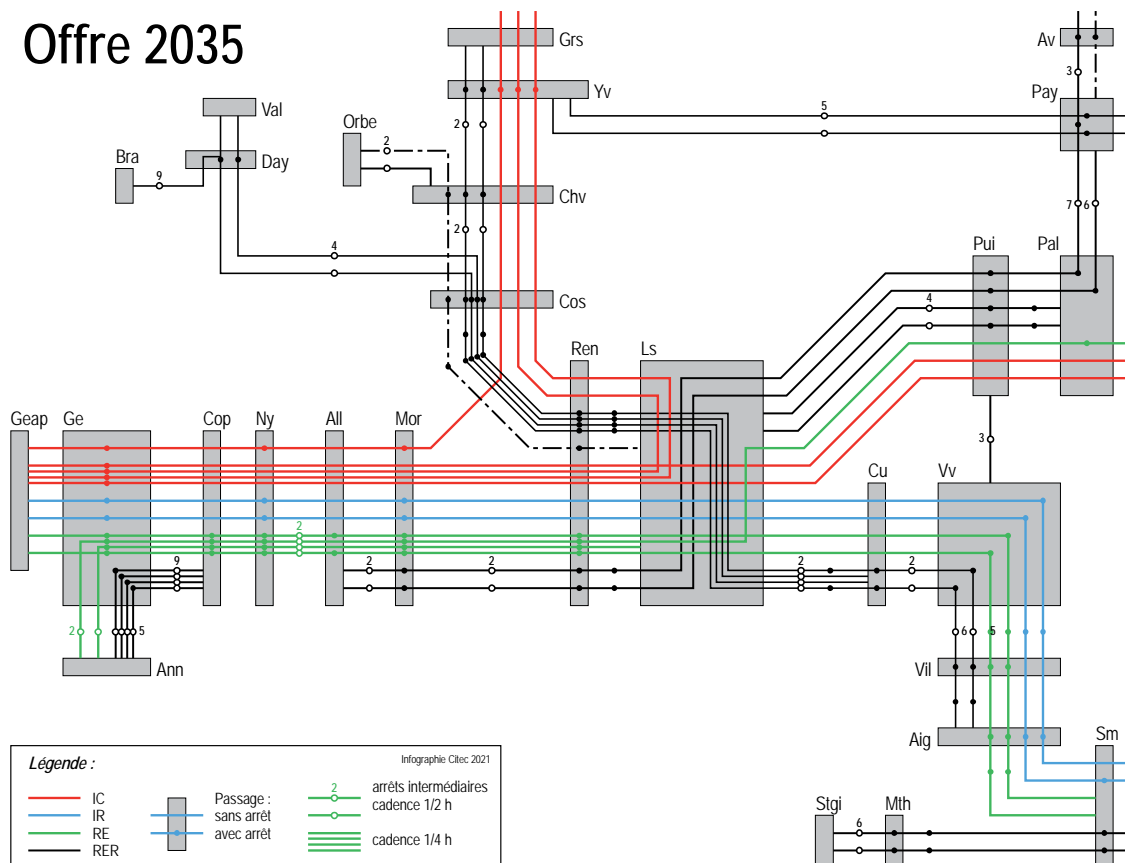 Offre 2035
Grs
Av
3
Yv
Pay
5
Val
2
Orbe
2
Bra
Day
9
Chv
7
6
2
4
Pui
Pal
Cos
4
Ren
Ls
Geap
Ge
Cop
Ny
All
Mor
3
Cu
Vv
2
9
2
2
2
2
2
5
6
5
Ann
Vil
Aig
Sm
Légende :
Infographie Citec 2021
IC
IR
RE
RER
Passage :
sans arrêt
avec arrêt
2
arrêts intermédiaires
cadence 1/2 h
cadence 1/4 h
Stgi
6
Mth